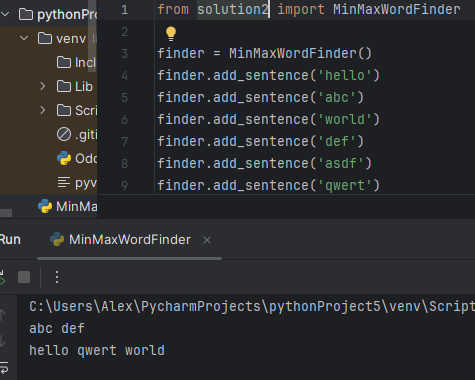 pythonPro
venv
Incl
Lib
Scri
.giti
Odd
pyv
MinMa
1 from solution2 import MinMaxWordFinder
2
3 finder = MinMaxWordFinder()
4 finder.add_sentence('hello')
5 finder.add_sentence('abc')
6 finder.add_sentence('world')
7 finder.add_sentence('def')
8 finder.add_sentence('asdf')
9 finder.add_sentence('qwert')
Run MinMaxWordFinder
C:\Users\Alex\PycharmProjects\pythonProject5\venv\Script
abc def
hello qwert world